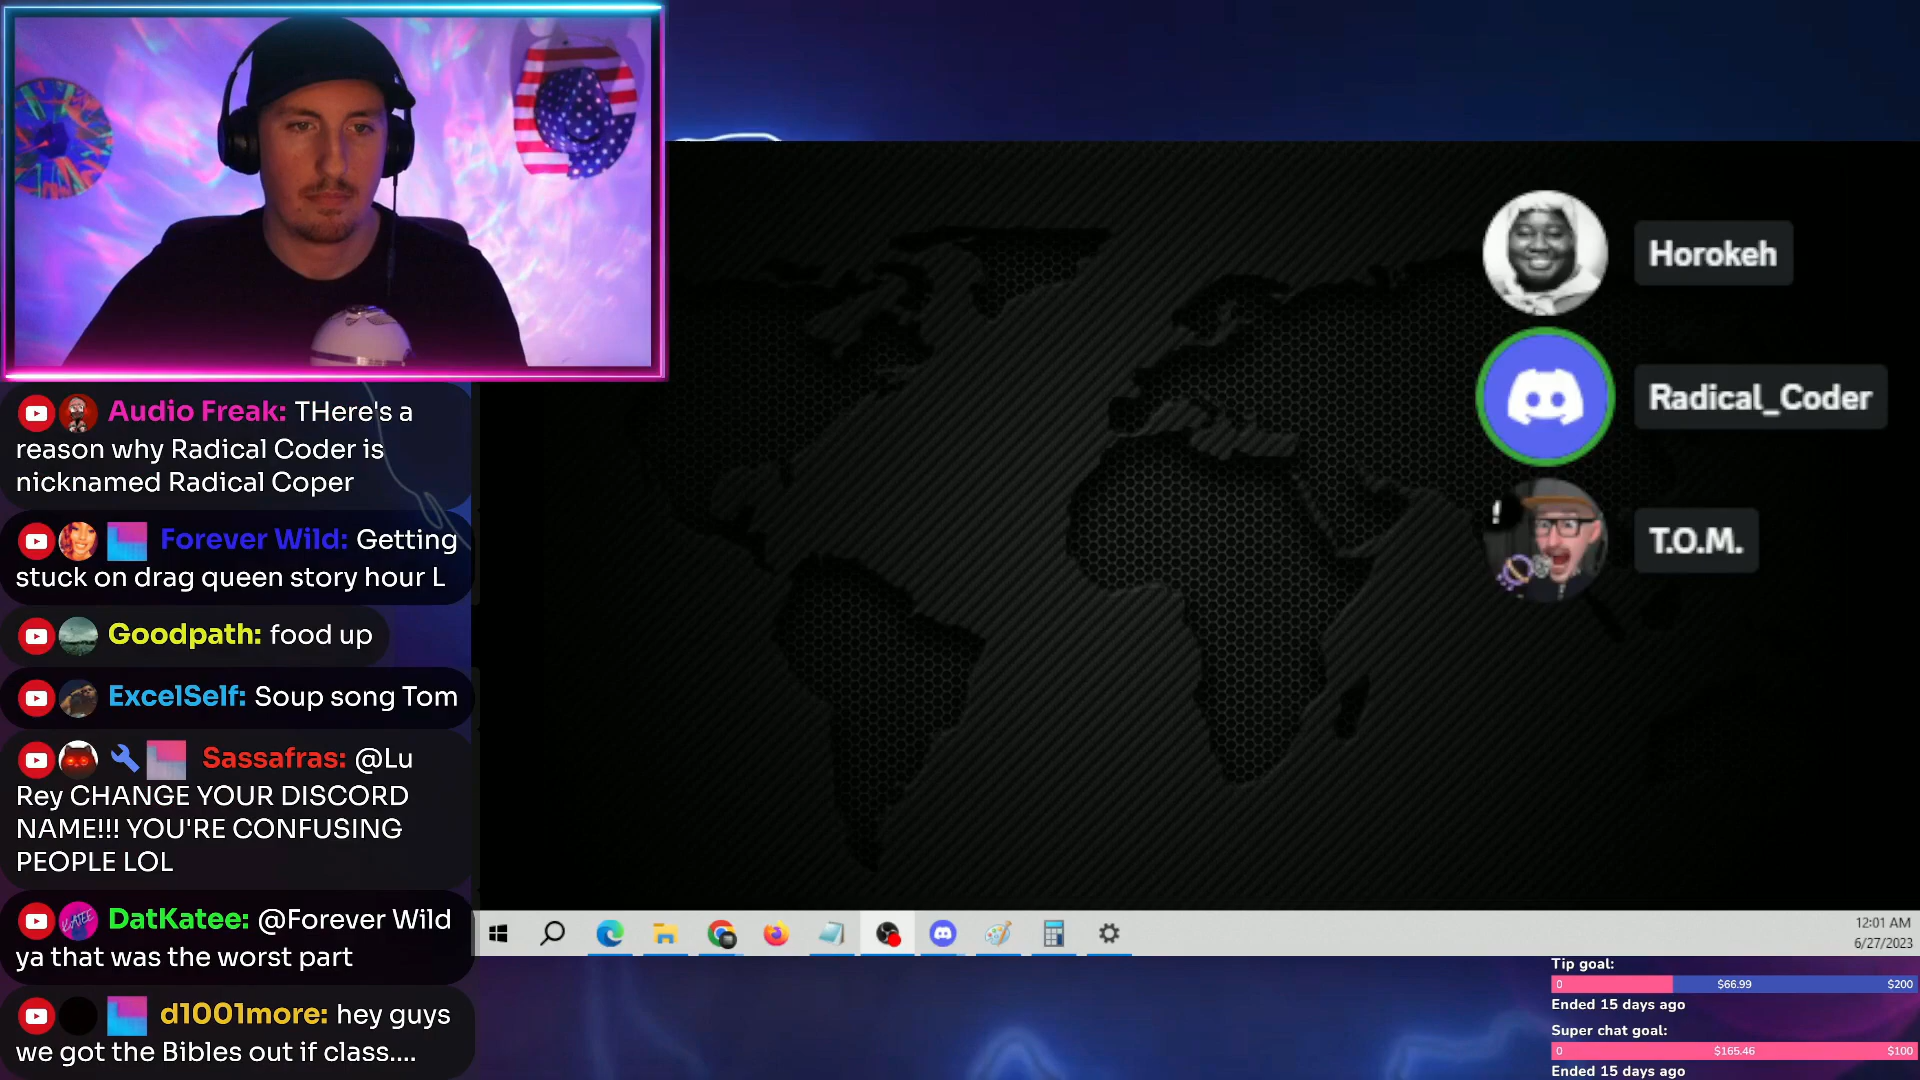 Horokeh
Radical_Coder
T.O.M.
Audio Freak: THere's a
reason why Radical Coder is
nicknamed Radical Coper
Forever Wild: Getting
stuck on drag queen story hour L
Goodpath: food up
ExcelSelf: Soup song Tom
Sassafras: @Lu
Rey CHANGE YOUR DISCORD
NAME!!! YOU'RE CONFUSING
PEOPLE LOL
DatKatee: @Forever Wild
ya that was the worst part
d1001more: hey guys
we got the Bibles out if class....
12:01 AM
6/27/2023
Tip goal:
0 $66.99 $200
Ended 15 days ago
Super chat goal:
0 $165.46 $100
Ended 15 days ago